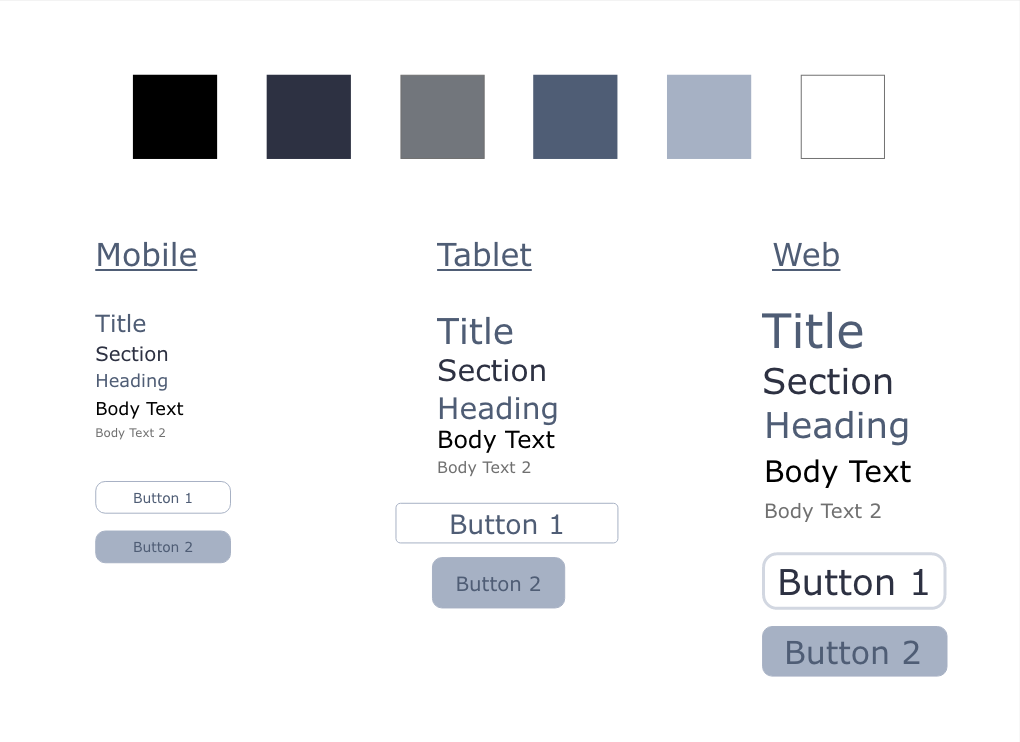 Mobile
Title
Section
Heading
Body Text
Body Text 2
Button 1
Button 2
Tablet
Title
Section
Heading
Body Text
Body Text 2
Button 1
Button 2
Web
Title
Section
Heading
Body Text
Body Text 2
Button 1
Button 2